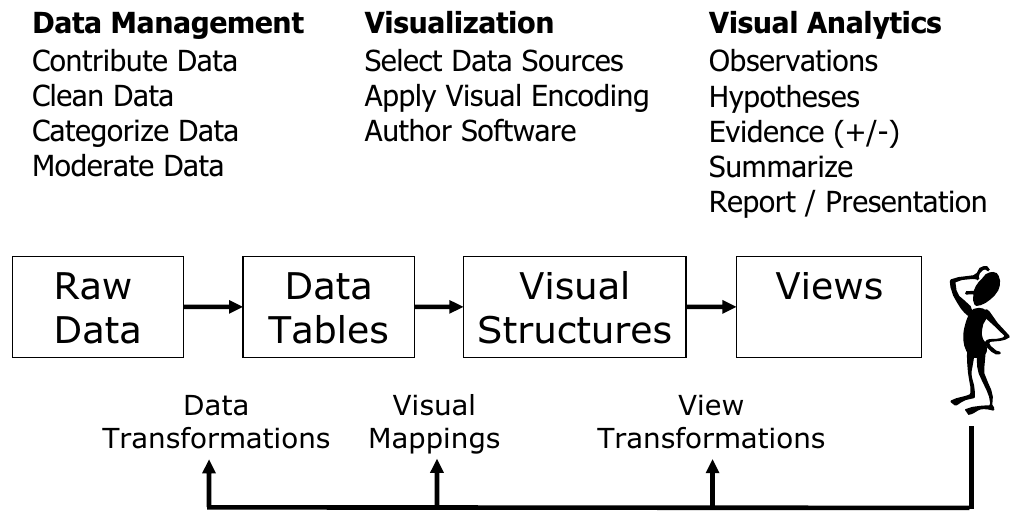 Data Management
Contribute Data
Clean Data
Categorize Data
Moderate Data
Visualization
Select Data Sources
Apply Visual Encoding
Author Software
Visual Analytics
Observations
Hypotheses
Evidence (+/-)
Summarize
Report / Presentation
Raw
Data
Data
Tables
Visual
Structures
Views
Data
Transformations
Visual
Mappings
View
Transformations